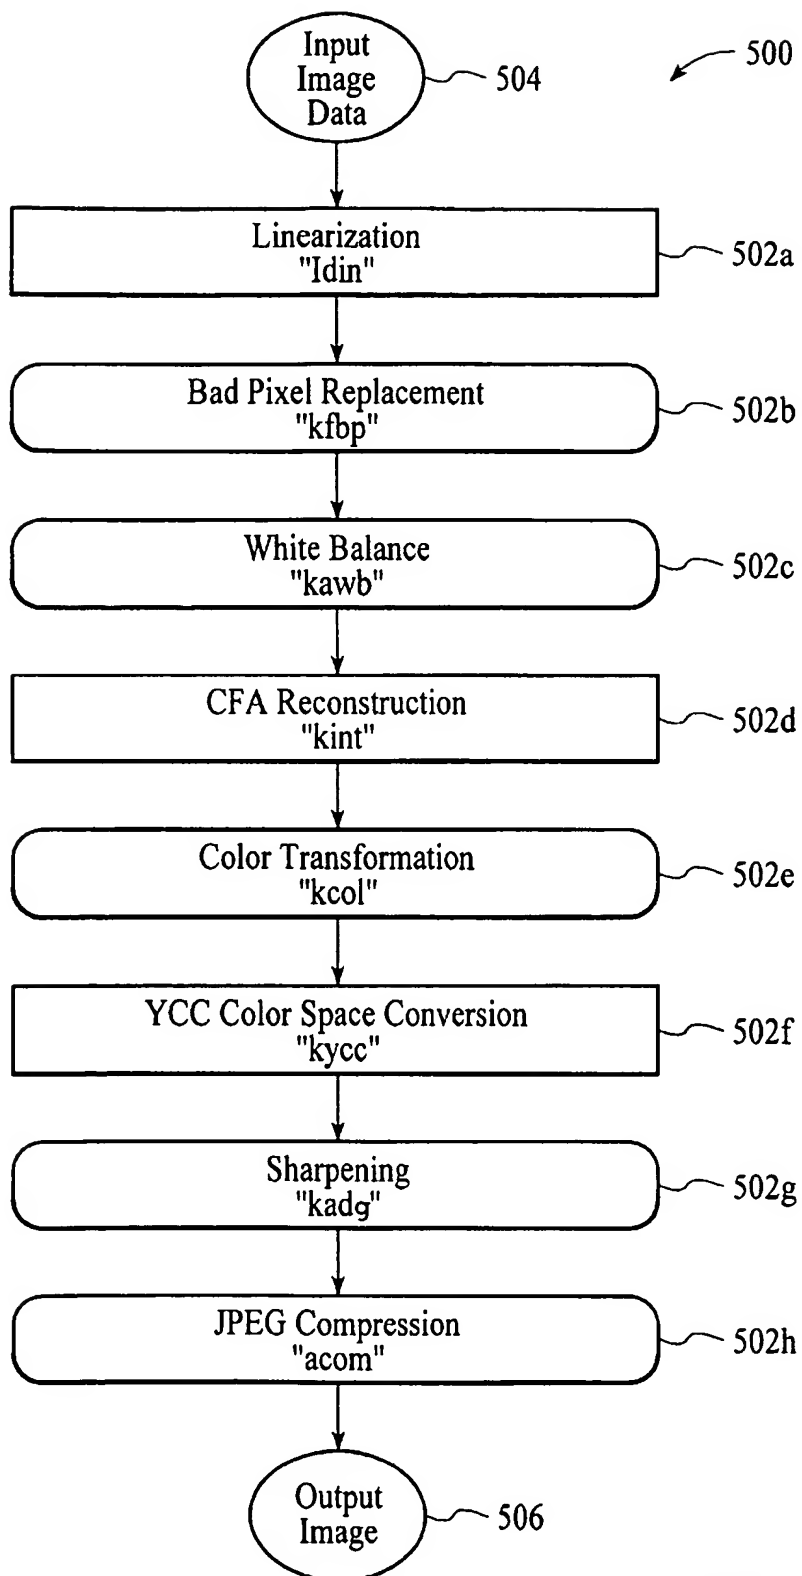 Input
Image
Data
504
500
Linearization
"Idin"
502a
Bad Pixel Replacement
"kfbp"
502b
White Balance
"kawb"
502c
CFA Reconstruction
"kint"
502d
Color Transformation
"kcol"
502e
YCC Color Space Conversion
"kycc"
502f
Sharpening
"kadg"
502g
JPEG Compression
"acom"
502h
Output
Image
506